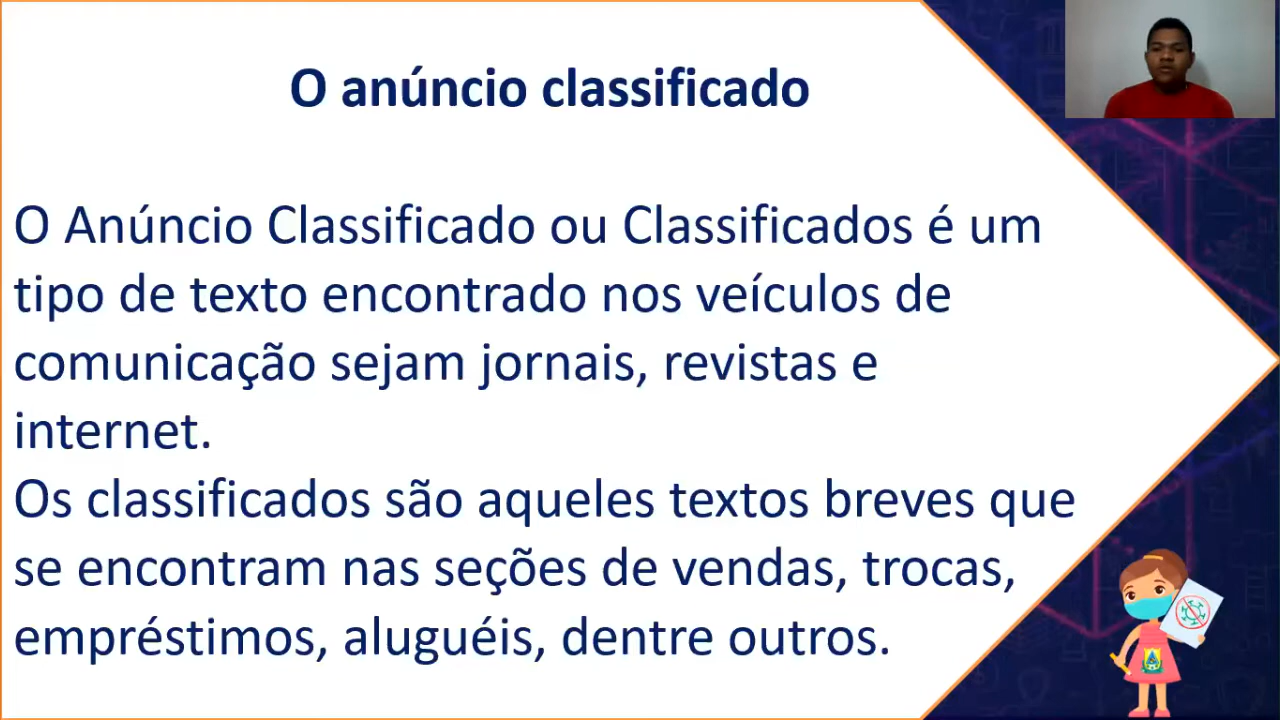 O anúncio classificado
O Anúncio Classificado ou Classificados é um
tipo de texto encontrado nos veículos de
comunicação sejam jornais, revistas e
internet.
Os classificados são aqueles textos breves que
se encontram nas seções de vendas, trocas,
empréstimos, aluguéis, dentre outros.